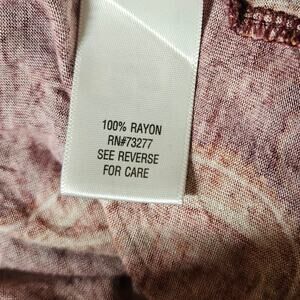 100% RAYON
RN#73277
SEE REVERSE
FOR CARE